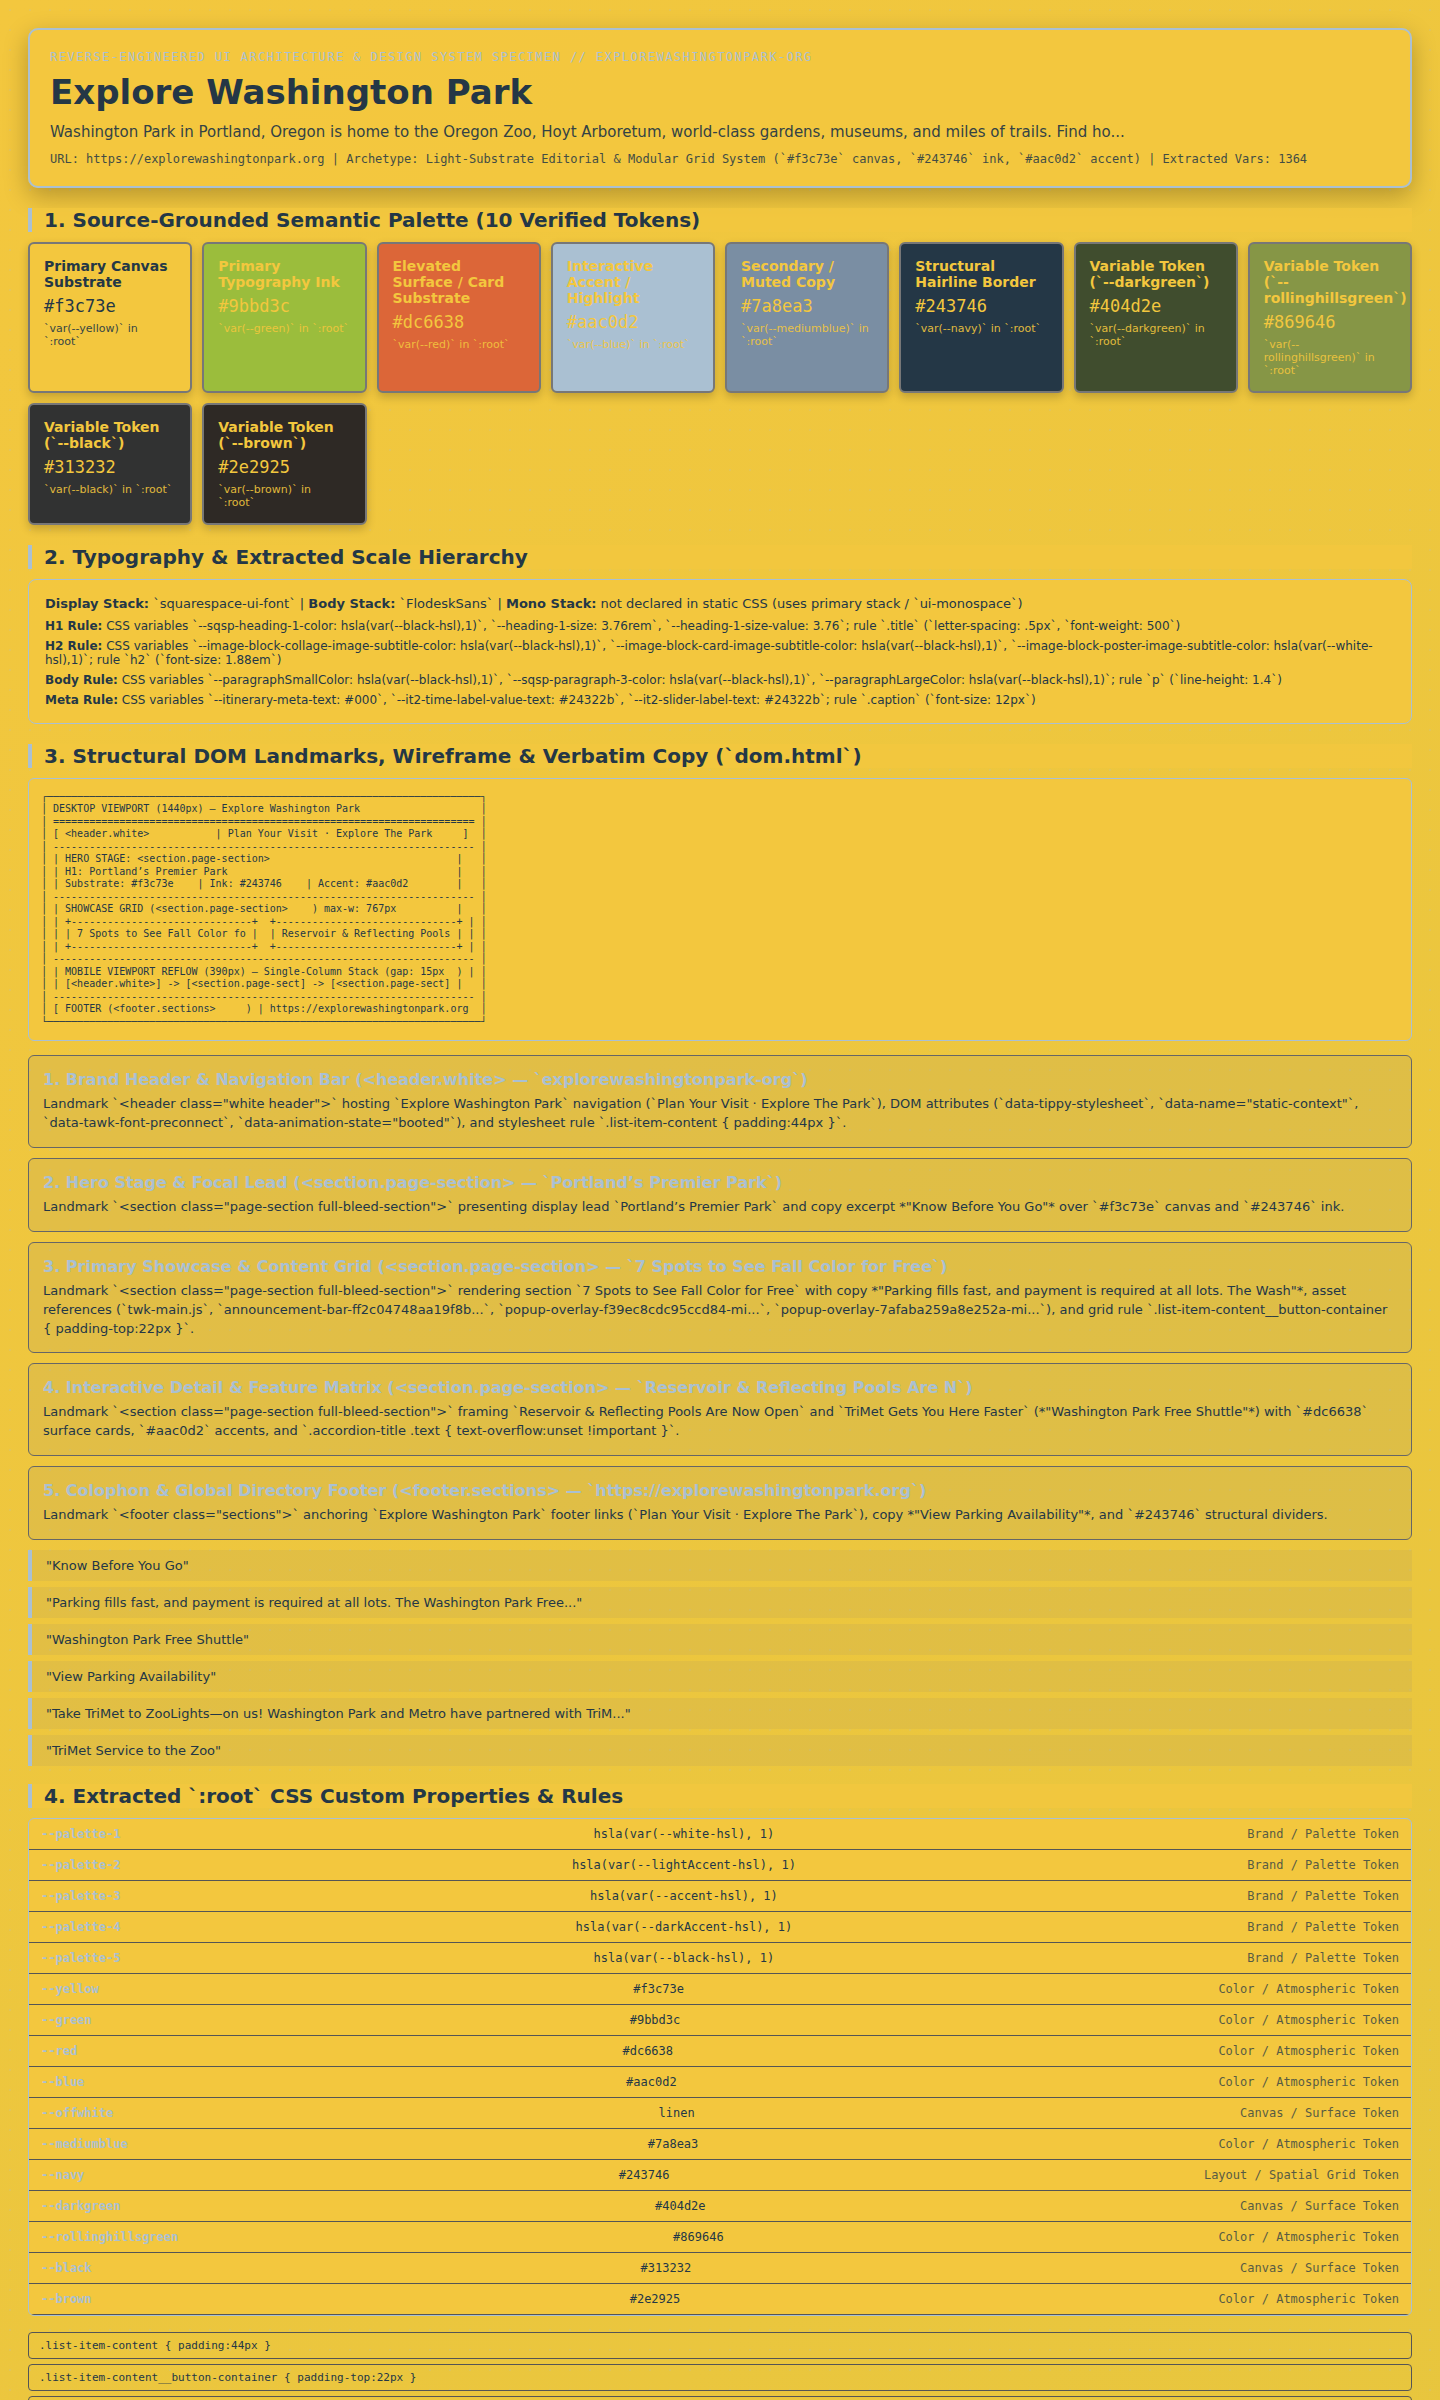 REVERSE-ENGINEERED UI ARCHITECTURE & DESIGN SYSTEM SPECIMEN // EXPLOREWASHINGTONPARK-ORG
Explore Washington Park
Washington Park in Portland, Oregon is home to the Oregon Zoo, Hoyt Arboretum, world-class gardens, museums, and miles of trails. Find ho...
URL: https://explorewashingtonpark.org | Archetype: Light-Substrate Editorial & Modular Grid System (`#f3c73e` canvas, `#243746` ink, `#aac0d2` accent) | Extracted Vars: 1364
1. Source-Grounded Semantic Palette (10 Verified Tokens)
Primary Canvas
Substrate
#f3c73e
`var(--yellow)` in
`:root`
Primary
Typography Ink
#9bbd3c
`var(--green)` in `:root`
Elevated
Surface / Card
Substrate
#dc6638
`var(--red)` in `:root`
Interactive
Accent /
Highlight
#aac0d2
`var(--blue)` in `:root`
Secondary /
Muted Copy
#7a8ea3
`var(--mediumblue)` in
`:root`
Structural
Hairline Border
#243746
`var(--navy)` in `:root`
Variable Token
(`--darkgreen`)
#404d2e
`var(--darkgreen)` in
`:root`
Variable Token
(`--
rollinghillsgreen`)
#869646
`var(--
rollinghillsgreen)` in
`:root`
Variable Token
(`--black`)
#313232
`var(--black)` in `:root`
Variable Token
(`--brown`)
#2e2925
`var(--brown)` in
`:root`
2. Typography & Extracted Scale Hierarchy
Display Stack: `squarespace-ui-font` | Body Stack: `FlodeskSans` | Mono Stack: not declared in static CSS (uses primary stack / `ui-monospace`)
H1 Rule: CSS variables `--sqsp-heading-1-color: hsla(var(--black-hsl),1)`, `--heading-1-size: 3.76rem`, `--heading-1-size-value: 3.76`; rule `.title` (`letter-spacing: .5px`, `font-weight: 500`)
H2 Rule: CSS variables `--image-block-collage-image-subtitle-color: hsla(var(--black-hsl),1)`, `--image-block-card-image-subtitle-color: hsla(var(--black-hsl),1)`, `--image-block-poster-image-subtitle-color: hsla(var(--white-
hsl),1)`; rule `h2` (`font-size: 1.88em`)
Body Rule: CSS variables `--paragraphSmallColor: hsla(var(--black-hsl),1)`, `--sqsp-paragraph-3-color: hsla(var(--black-hsl),1)`, `--paragraphLargeColor: hsla(var(--black-hsl),1)`; rule `p` (`line-height: 1.4`)
Meta Rule: CSS variables `--itinerary-meta-text: #000`, `--it2-time-label-value-text: #24322b`, `--it2-slider-label-text: #24322b`; rule `.caption` (`font-size: 12px`)
3. Structural DOM Landmarks, Wireframe & Verbatim Copy (`dom.html`)
DESKTOP VIEWPORT (1440px) — Explore Washington Park
======================================================================
[ <header.white> | Plan Your Visit · Explore The Park ]
----------------------------------------------------------------------
| HERO STAGE: <section.page-section> |
| H1: Portland’s Premier Park |
| Substrate: #f3c73e | Ink: #243746 | Accent: #aac0d2 |
----------------------------------------------------------------------
| SHOWCASE GRID (<section.page-section> ) max-w: 767px |
| +------------------------------+ +------------------------------+ |
| | 7 Spots to See Fall Color fo | | Reservoir & Reflecting Pools | |
| +------------------------------+ +------------------------------+ |
----------------------------------------------------------------------
| MOBILE VIEWPORT REFLOW (390px) — Single-Column Stack (gap: 15px ) |
| [<header.white>] -> [<section.page-sect] -> [<section.page-sect] |
----------------------------------------------------------------------
[ FOOTER (<footer.sections> ) | https://explorewashingtonpark.org
1. Brand Header & Navigation Bar (<header.white> — `explorewashingtonpark-org`)
Landmark `<header class="white header">` hosting `Explore Washington Park` navigation (`Plan Your Visit · Explore The Park`), DOM attributes (`data-tippy-stylesheet`, `data-name="static-context"`,
`data-tawk-font-preconnect`, `data-animation-state="booted"`), and stylesheet rule `.list-item-content { padding:44px }`.
2. Hero Stage & Focal Lead (<section.page-section> — `Portland’s Premier Park`)
Landmark `<section class="page-section full-bleed-section">` presenting display lead `Portland’s Premier Park` and copy excerpt *"Know Before You Go"* over `#f3c73e` canvas and `#243746` ink.
3. Primary Showcase & Content Grid (<section.page-section> — `7 Spots to See Fall Color for Free`)
Landmark `<section class="page-section full-bleed-section">` rendering section `7 Spots to See Fall Color for Free` with copy *"Parking fills fast, and payment is required at all lots. The Wash"*, asset
references (`twk-main.js`, `announcement-bar-ff2c04748aa19f8b...`, `popup-overlay-f39ec8cdc95ccd84-mi...`, `popup-overlay-7afaba259a8e252a-mi...`), and grid rule `.list-item-content__button-container
{ padding-top:22px }`.
4. Interactive Detail & Feature Matrix (<section.page-section> — `Reservoir & Reflecting Pools Are N`)
Landmark `<section class="page-section full-bleed-section">` framing `Reservoir & Reflecting Pools Are Now Open` and `TriMet Gets You Here Faster` (*"Washington Park Free Shuttle"*) with `#dc6638`
surface cards, `#aac0d2` accents, and `.accordion-title .text { text-overflow:unset !important }`.
5. Colophon & Global Directory Footer (<footer.sections> — `https://explorewashingtonpark.org`)
Landmark `<footer class="sections">` anchoring `Explore Washington Park` footer links (`Plan Your Visit · Explore The Park`), copy *"View Parking Availability"*, and `#243746` structural dividers.
"Know Before You Go"
"Parking fills fast, and payment is required at all lots. The Washington Park Free..."
"Washington Park Free Shuttle"
"View Parking Availability"
"Take TriMet to ZooLights—on us! Washington Park and Metro have partnered with TriM..."
"TriMet Service to the Zoo"
4. Extracted `:root` CSS Custom Properties & Rules
--palette-1 hsla(var(--white-hsl), 1) Brand / Palette Token
--palette-2 hsla(var(--lightAccent-hsl), 1) Brand / Palette Token
--palette-3 hsla(var(--accent-hsl), 1) Brand / Palette Token
--palette-4 hsla(var(--darkAccent-hsl), 1) Brand / Palette Token
--palette-5 hsla(var(--black-hsl), 1) Brand / Palette Token
--yellow #f3c73e Color / Atmospheric Token
--green #9bbd3c Color / Atmospheric Token
--red #dc6638 Color / Atmospheric Token
--blue #aac0d2 Color / Atmospheric Token
--offwhite linen Canvas / Surface Token
--mediumblue #7a8ea3 Color / Atmospheric Token
--navy #243746 Layout / Spatial Grid Token
--darkgreen #404d2e Canvas / Surface Token
--rollinghillsgreen #869646 Color / Atmospheric Token
--black #313232 Canvas / Surface Token
--brown #2e2925 Color / Atmospheric Token
.list-item-content { padding:44px }
.list-item-content__button-container { padding-top:22px }